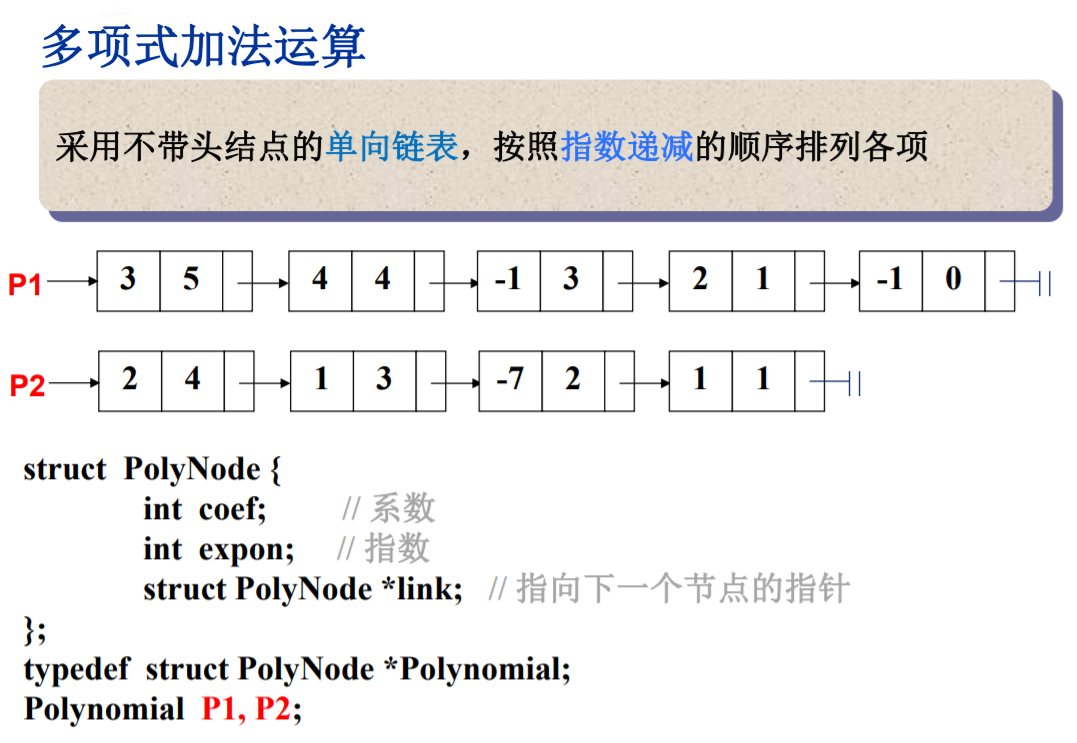 多项式加法运算
采用不带头结点的单向链表，按照指数递减的顺序排列各项
P1 3 5 4 4 -1 3 2 1 -1 0
P2 2 4 1 3 -7 2 1 1
struct PolyNode {
int coef; // 系数
int expon; // 指数
struct PolyNode *link; // 指向下一个节点的指针
};
typedef struct PolyNode *Polynomial;
Polynomial P1, P2;